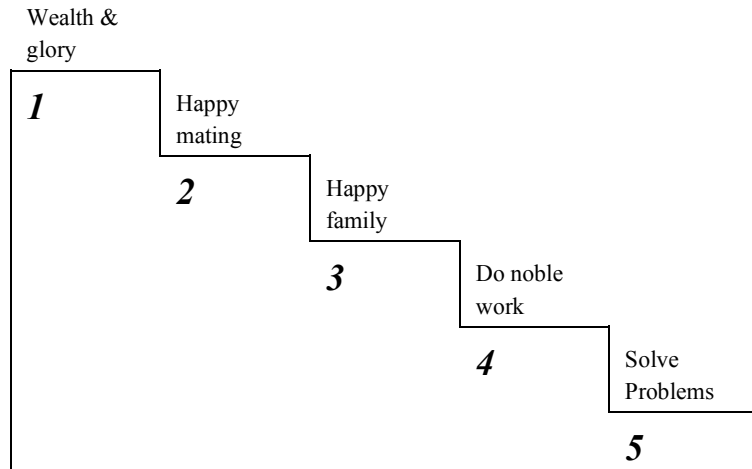 Wealth &
glory
1
Happy
mating
2
Happy
family
3
Do noble
work
4
Solve
Problems
5